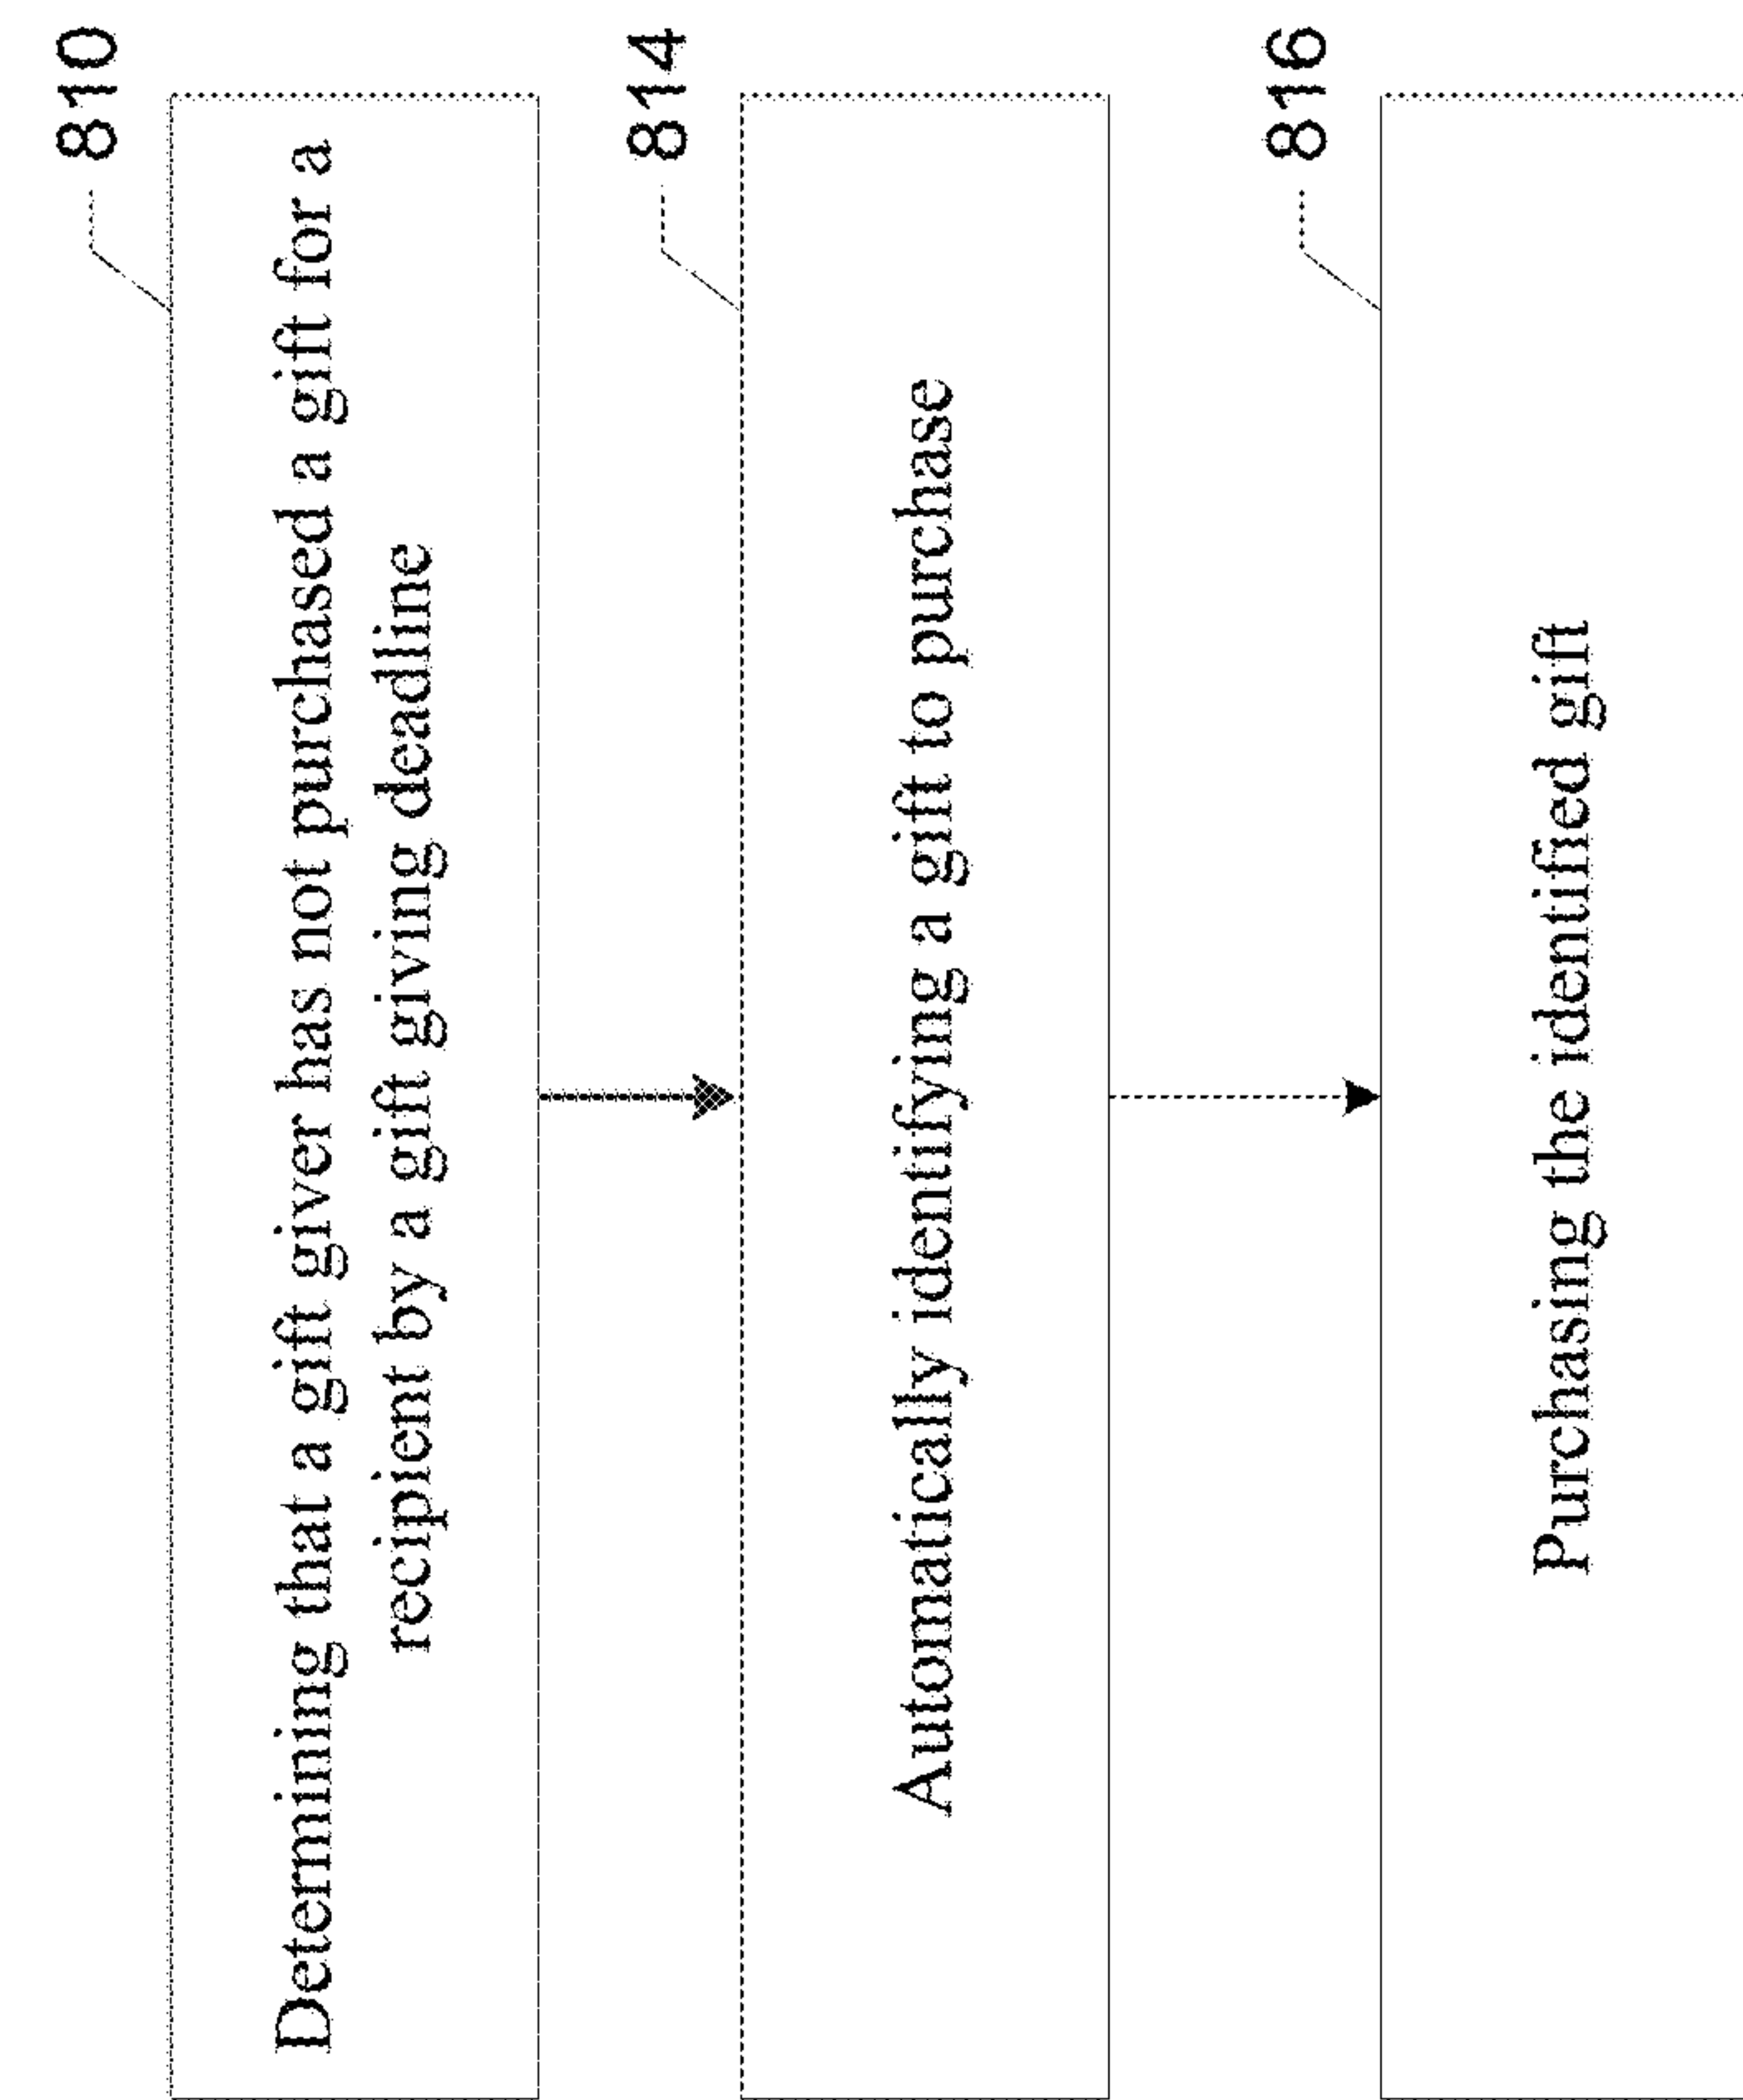 810
Determining that a gift giver has not purchased a gift for a
recipient by a gift giving deadline
814
Automatically identifying a gift to purchase
816
Purchasing the identified gift